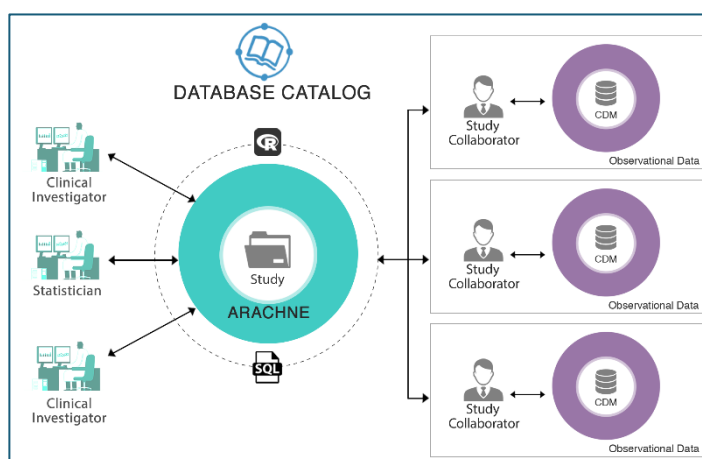 DATABASE CATALOG
R
Clinical
Investigator
Statistician
Clinical
Investigator
Study
ARACHNE
SQL
Study
Collaborator
CDM
Observational Data
Study
Collaborator
CDM
Observational Data
Study
Collaborator
CDM
Observational Data